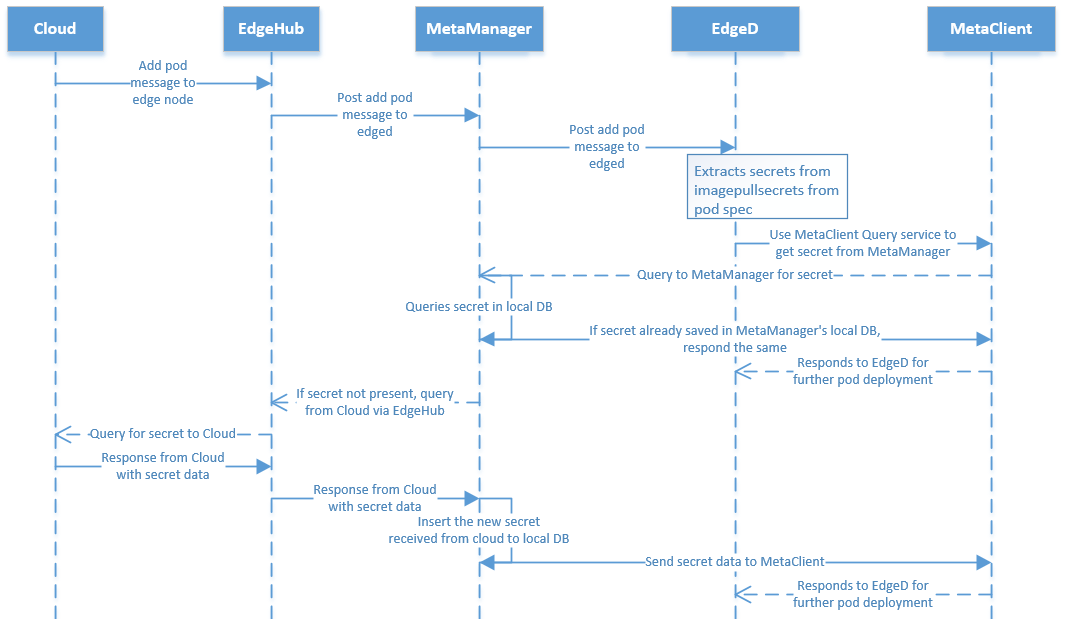 Cloud
EdgeHub
MetaManager
EdgeD
MetaClient
Add pod
message to
edge node
Post add pod
message to
edged
Post add pod
message to
edged
Extracts secrets from
imagepullsecrets from
pod spec
Use MetaClient Query service to
get secret from MetaManager
Query to MetaManager for secret
Queries secret in local DB
If secret already saved in MetaManager's local DB,
respond the same
Responds to EdgeD for
further pod deployment
If secret not present, query
from Cloud via EdgeHub
Query for secret to Cloud
Response from Cloud
with secret data
Response from Cloud
with secret data
Insert the new secret
received from cloud to local DB
Send secret data to MetaClient
Responds to EdgeD for
further pod deployment